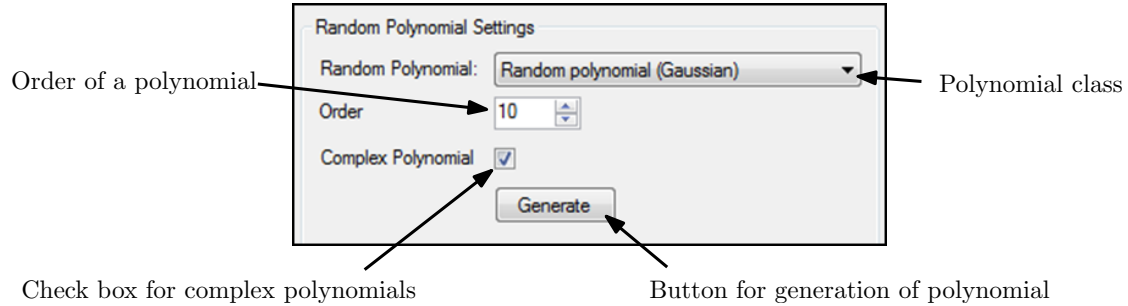 Random Polynomial Settings
Random Polynomial: Random polynomial (Gaussian)
Order of a polynomial
Polynomial class
Order 10
Complex Polynomial
Generate
Check box for complex polynomials
Button for generation of polynomial